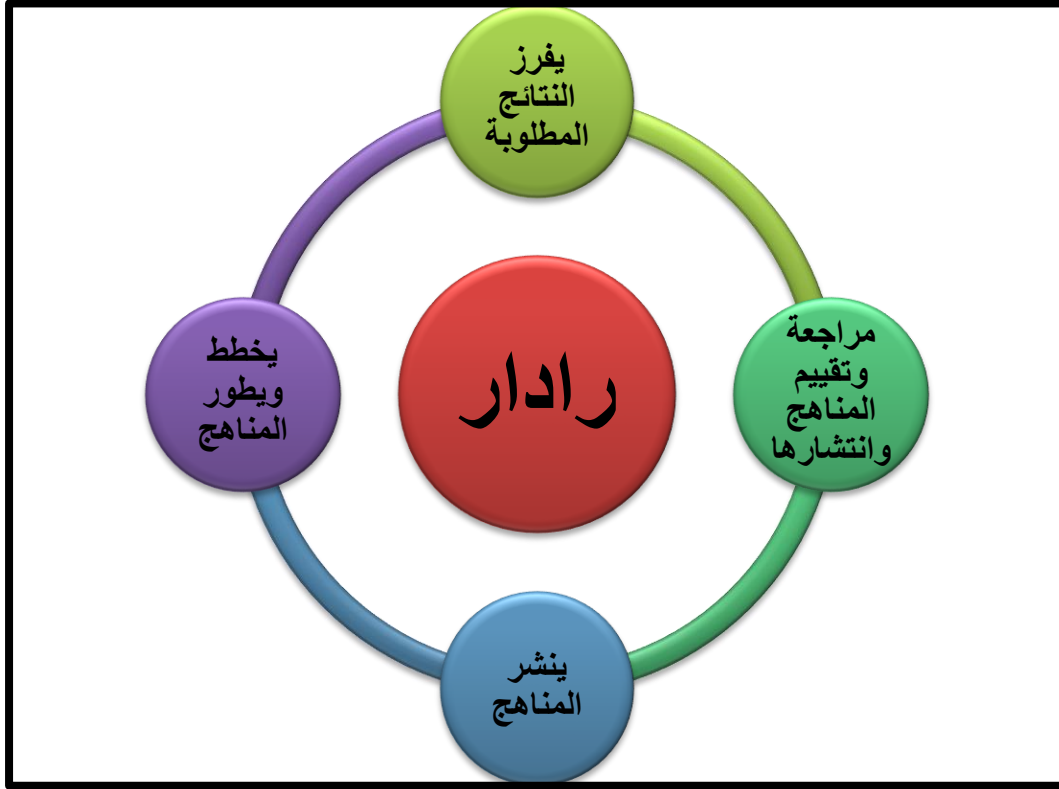 يفرز
النتائج
المطلوبة
مراجعة
وتقييم
المناهج
وانتشارها
رادار
يخطط
ويطور
المناهج
ينشر
المناهج